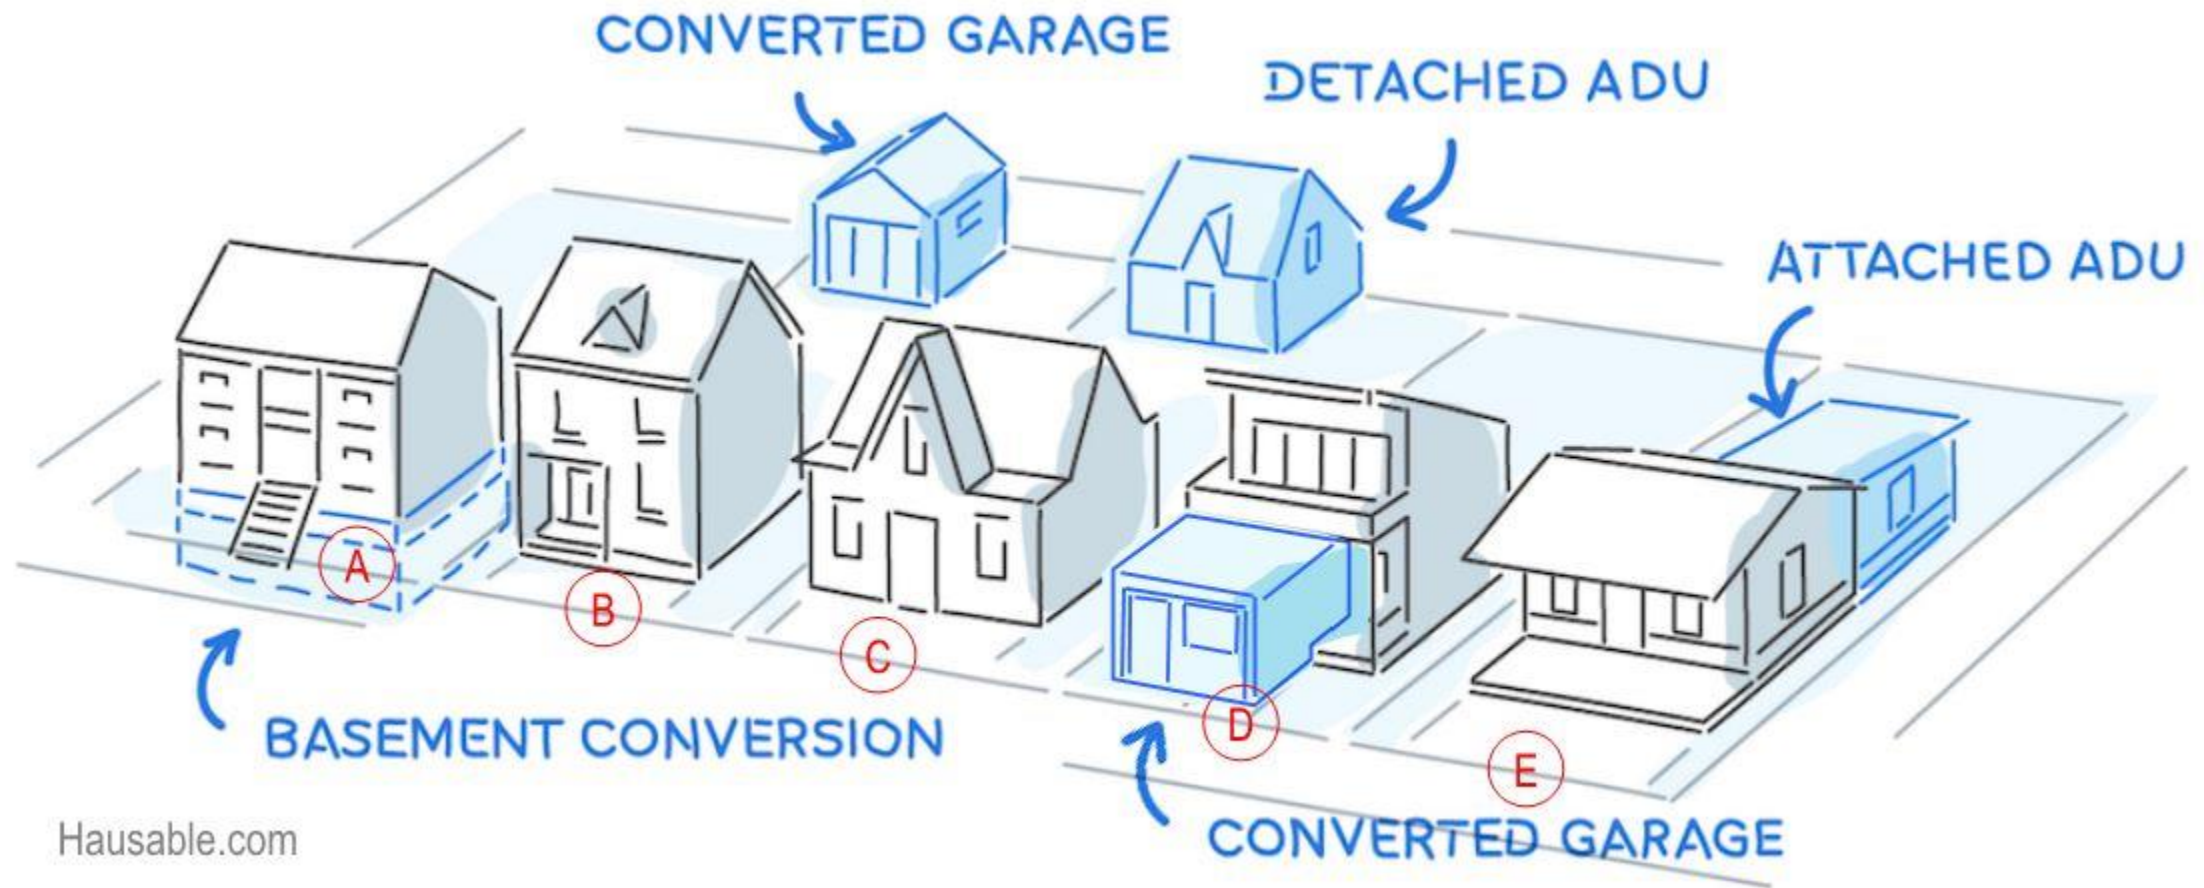 CONVERTED GARAGE
DETACHED ADU
ATTACHED ADU
A
B
C
D
E
BASEMENT CONVERSION
CONVERTED GARAGE
Hausable.com